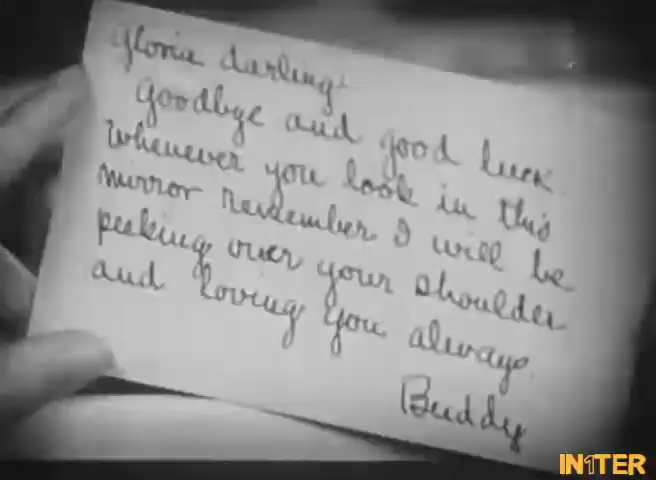 Gloria darling:
Goodbye and good luck.
Whenever you look in this
mirror remember I will be
peeking over your shoulder
and loving you always.
Buddy
IN1TER